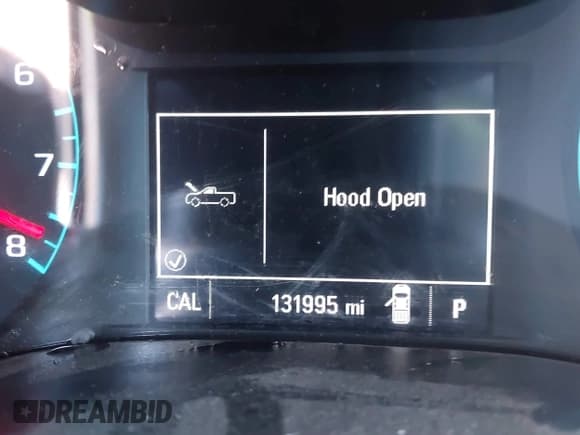 6
7
8
Hood Open
CAL 131995 mi P
DREAMBID